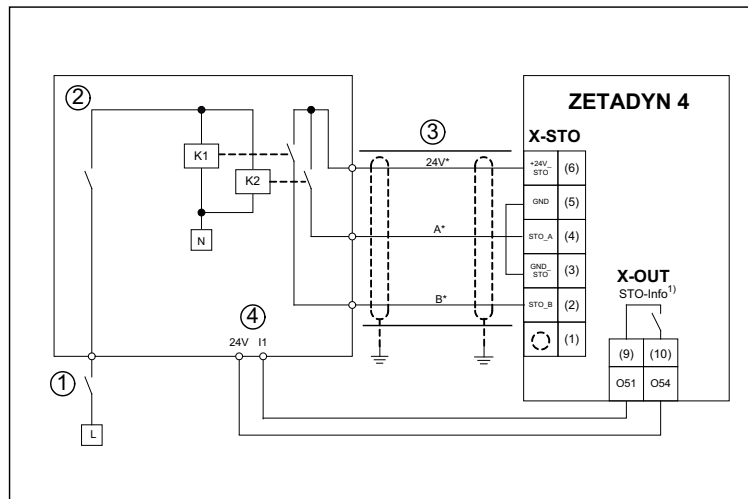 ZETADYN 4
②
③
X-STO
K1
24V*
+24V_
STO
(6)
K2
GND
(5)
A*
STO_A
(4)
N
GND_
STO
(3)
X-OUT
STO-Info1)
B*
STO_B
(2)
④
(1)
24V I1
(9) (10)
①
O51 O54
L